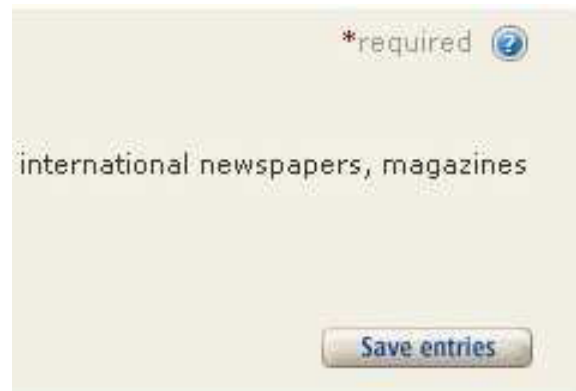 *required ?
international newspapers, magazines
Save entries